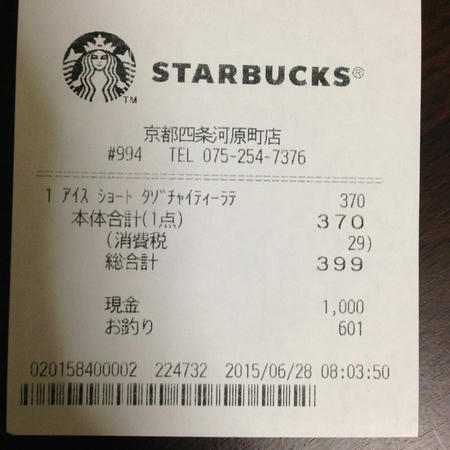 STARBUCKS®
TM
京都四条河原町店
#994 TEL 075-254-7376
1 アイス ショート タゾチャイティーラテ 370
本体合計(1点) 370
(消費税 29)
総合計 399
現金 1,000
お釣り 601
020158400002 224732 2015/06/28 08:03:50